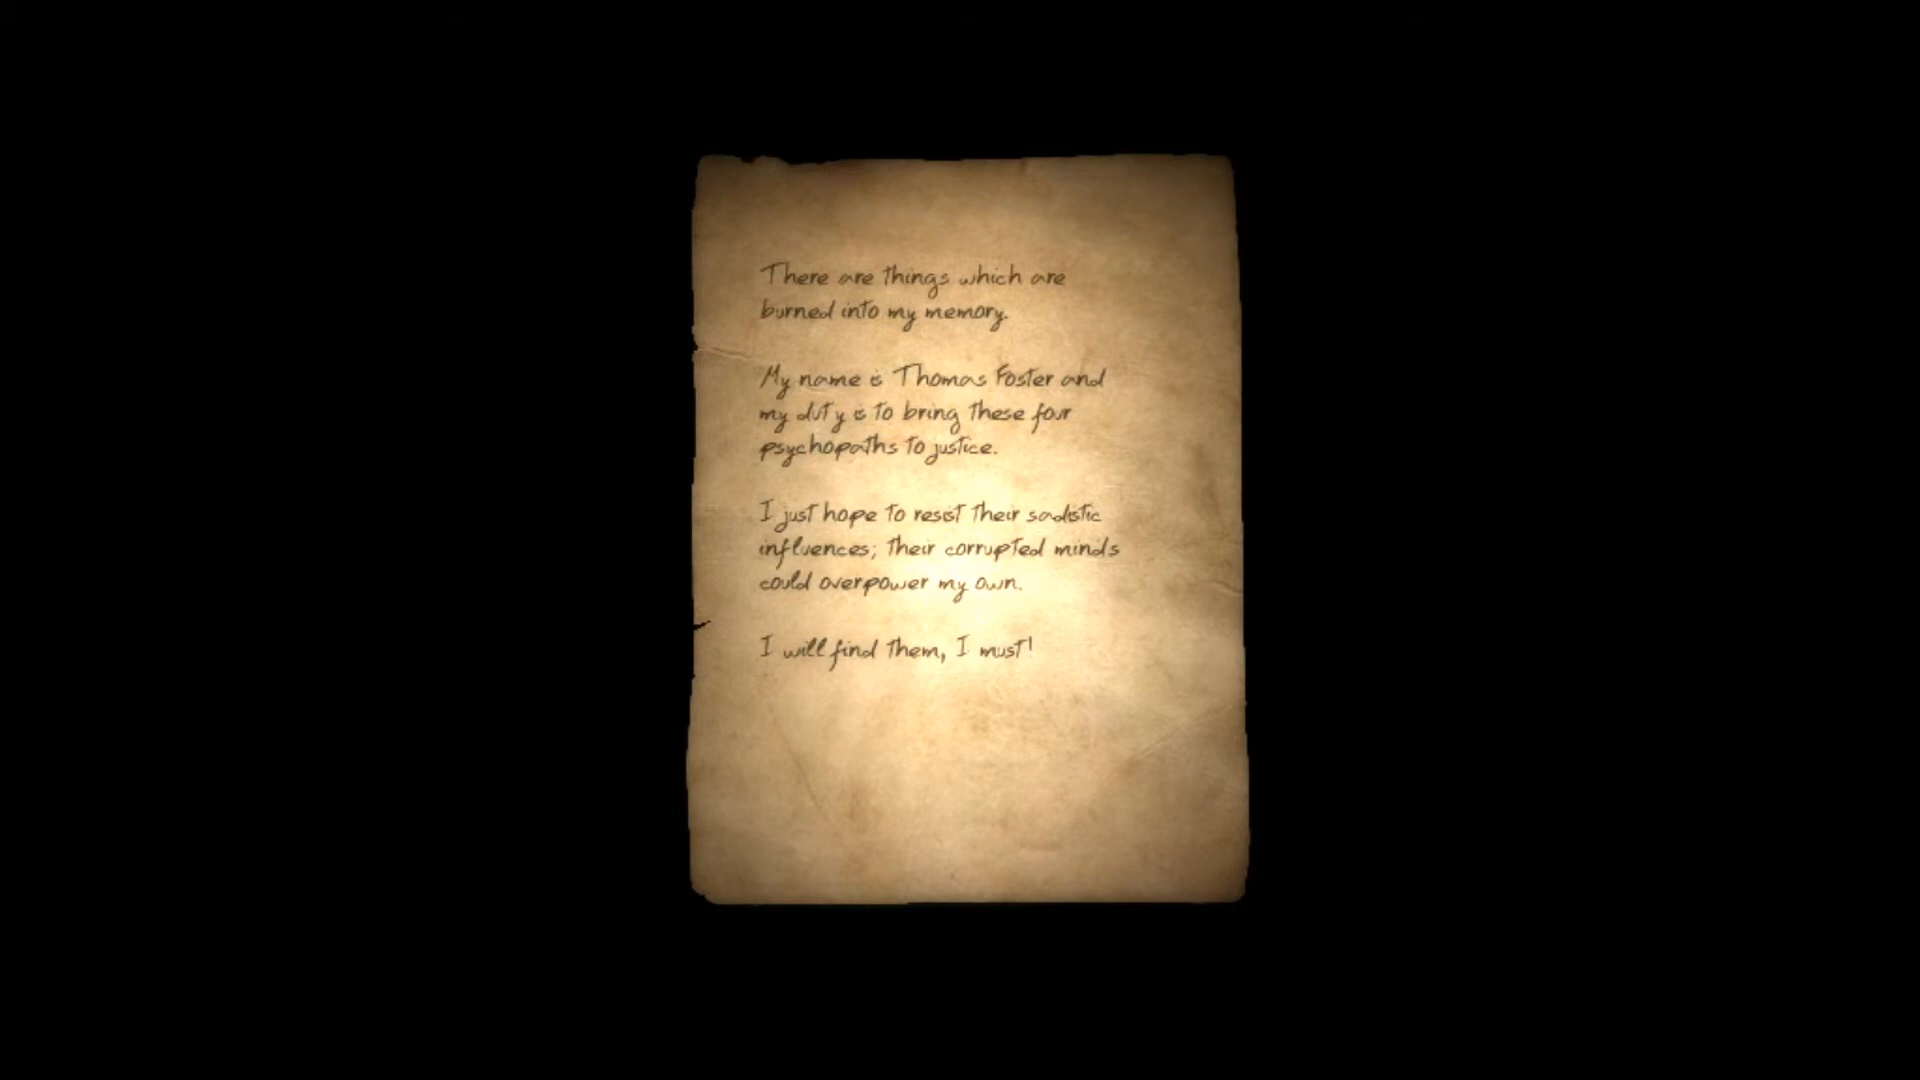 There are things which are
burned into my memory.
My name is Thomas Foster and
my duty is to bring these four
psychopaths to justice.
I just hope to resist their sadistic
influences; their corrupted minds
could overpower my own.
I will find them, I must!